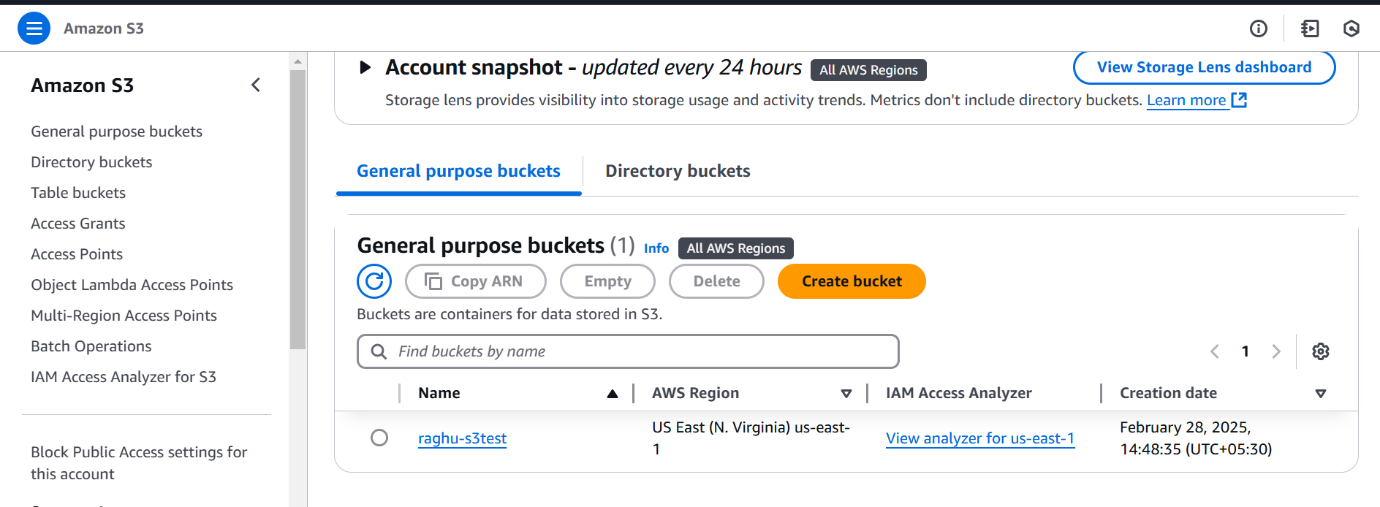 Amazon S3
Amazon S3
General purpose buckets
Directory buckets
Table buckets
Access Grants
Access Points
Object Lambda Access Points
Multi-Region Access Points
Batch Operations
IAM Access Analyzer for S3
Block Public Access settings for
this account
Account snapshot - updated every 24 hours All AWS Regions
View Storage Lens dashboard
Storage lens provides visibility into storage usage and activity trends. Metrics don't include directory buckets. Learn more
General purpose buckets Directory buckets
General purpose buckets (1) Info All AWS Regions
Copy ARN Empty Delete Create bucket
Buckets are containers for data stored in S3.
Find buckets by name
1
Name AWS Region IAM Access Analyzer Creation date
raghu-s3test
US East (N. Virginia) us-east-
1
View analyzer for us-east-1
February 28, 2025,
14:48:35 (UTC+05:30)